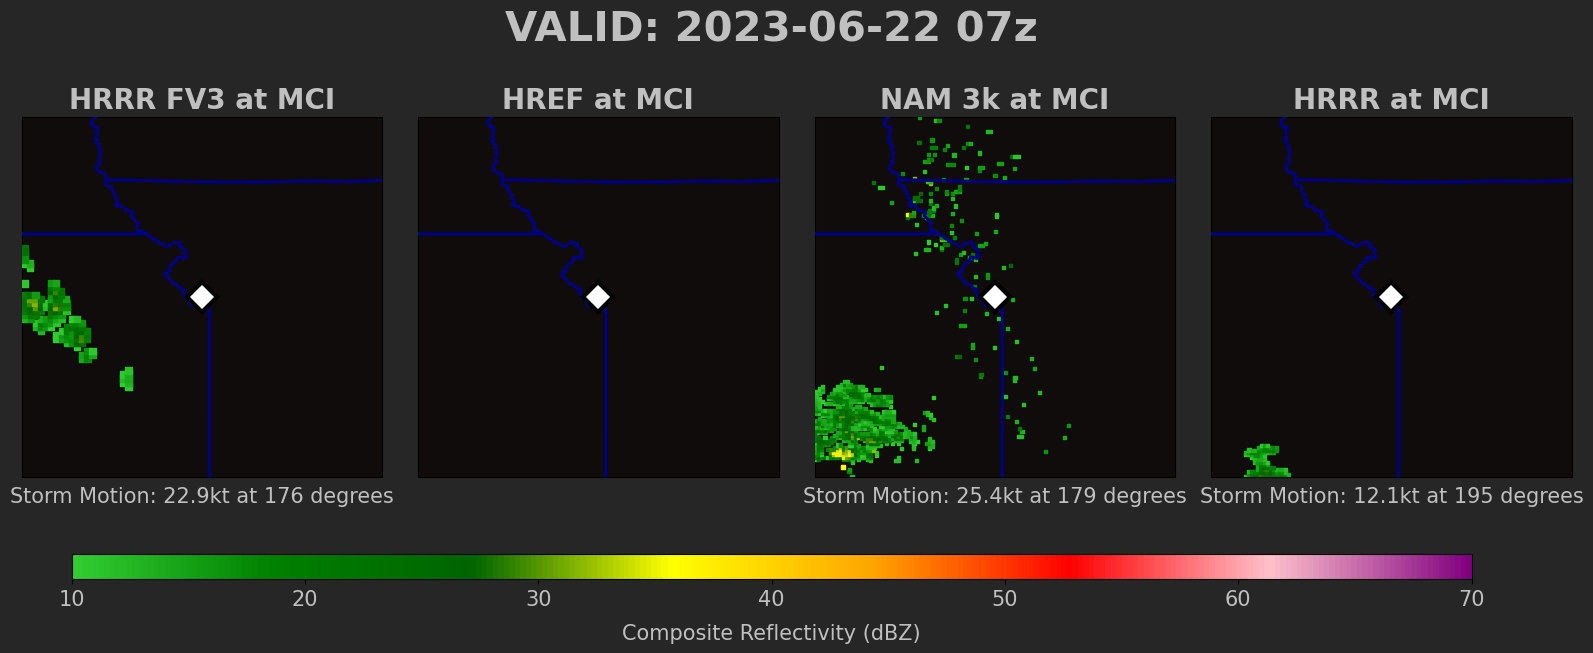 VALID: 2023-06-22 07z
HRRR FV3 at MCI
HREF at MCI
NAM 3k at MCI
HRRR at MCI
Storm Motion: 22.9kt at 176 degrees
Storm Motion: 25.4kt at 179 degrees
Storm Motion: 12.1kt at 195 degrees
10 20 30 40 50 60 70
Composite Reflectivity (dBZ)